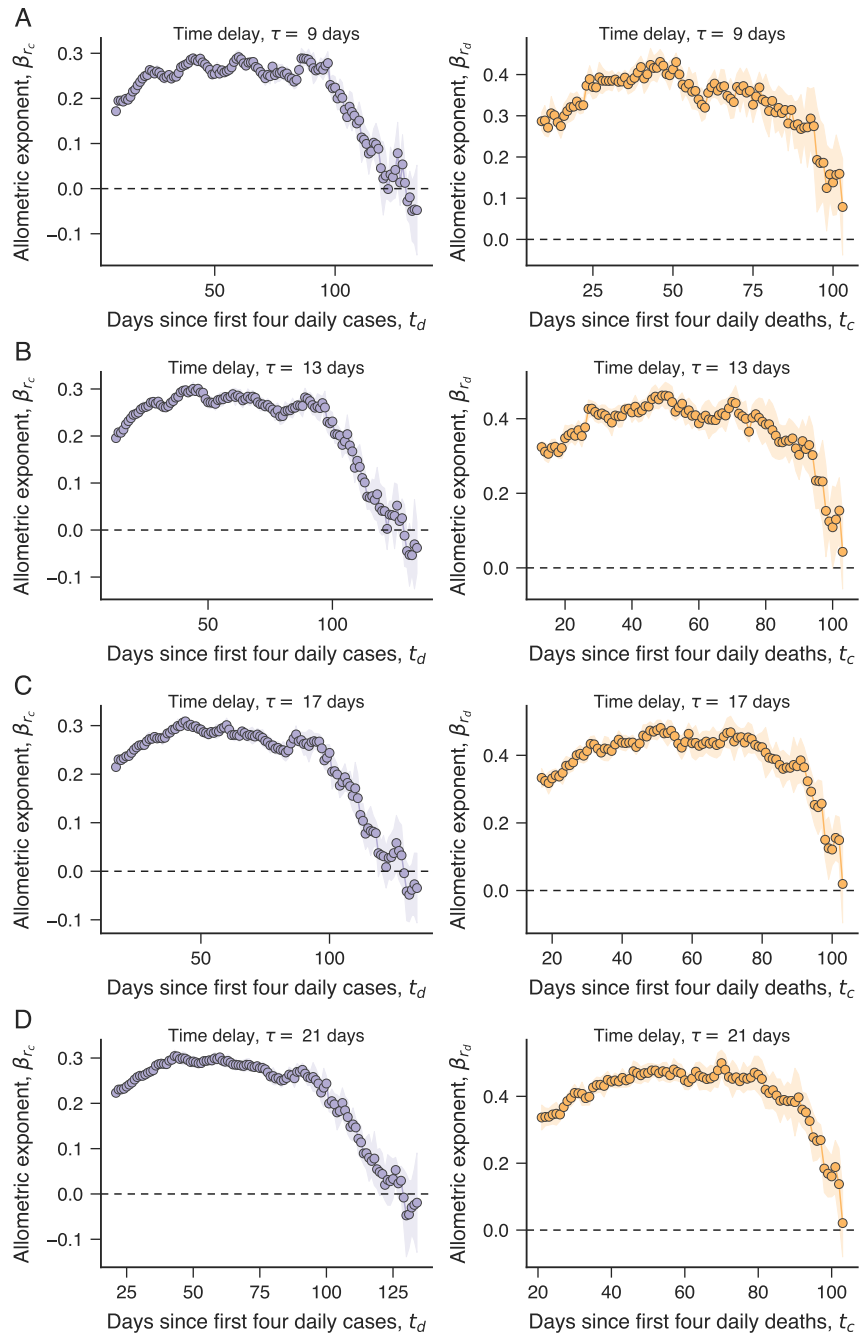 A
Time delay, τ = 9 days
Allometric exponent, β_{r_c}
0.3
0.2
0.1
0.0
−0.1
50
100
Days since first four daily cases, t_d
Time delay, τ = 9 days
Allometric exponent, β_{r_d}
0.4
0.3
0.2
0.1
0.0
25
50
75
100
Days since first four daily deaths, t_c
B
Time delay, τ = 13 days
Allometric exponent, β_{r_c}
0.3
0.2
0.1
0.0
−0.1
50
100
Days since first four daily cases, t_d
Time delay, τ = 13 days
Allometric exponent, β_{r_d}
0.4
0.2
0.0
20
40
60
80
100
Days since first four daily deaths, t_c
C
Time delay, τ = 17 days
Allometric exponent, β_{r_c}
0.3
0.2
0.1
0.0
−0.1
50
100
Days since first four daily cases, t_d
Time delay, τ = 17 days
Allometric exponent, β_{r_d}
0.4
0.2
0.0
20
40
60
80
100
Days since first four daily deaths, t_c
D
Time delay, τ = 21 days
Allometric exponent, β_{r_c}
0.3
0.2
0.1
0.0
−0.1
25
50
75
100
125
Days since first four daily cases, t_d
Time delay, τ = 21 days
Allometric exponent, β_{r_d}
0.4
0.2
0.0
20
40
60
80
100
Days since first four daily deaths, t_c